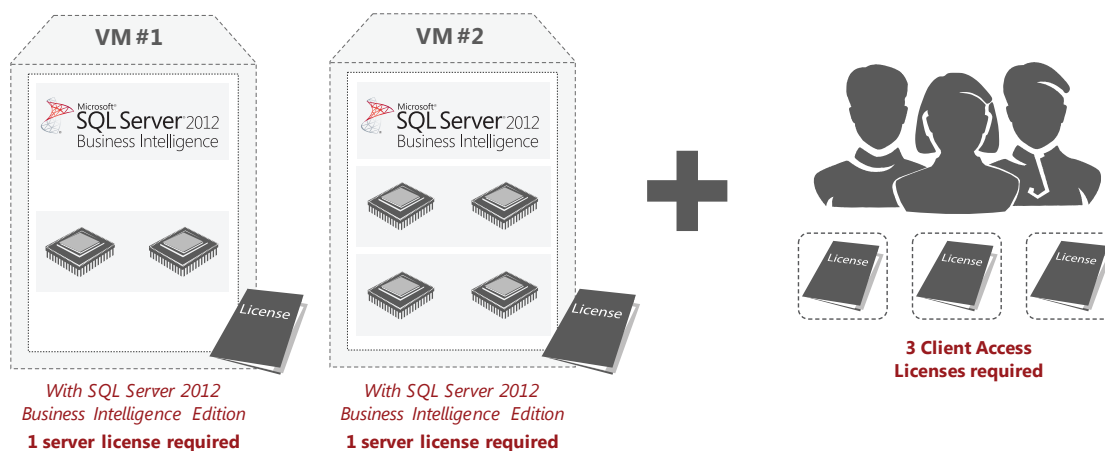 VM #1
Microsoft®
SQL Server® 2012
Business Intelligence
License
With SQL Server 2012
Business Intelligence Edition
1 server license required
VM #2
Microsoft®
SQL Server® 2012
Business Intelligence
License
With SQL Server 2012
Business Intelligence Edition
1 server license required
License
License
License
3 Client Access
Licenses required